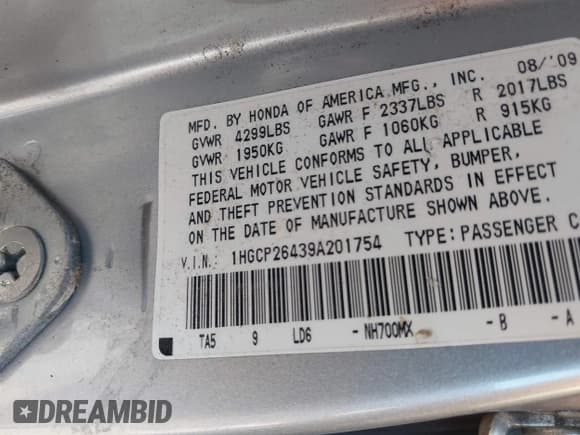 MFD. BY HONDA OF AMERICA MFG., INC. 08/'09
GVWR 4299LBS GAWR F 2337LBS R 2017LBS
GVWR 1950KG GAWR F 1060KG R 915KG
THIS VEHICLE CONFORMS TO ALL APPLICABLE
FEDERAL MOTOR VEHICLE SAFETY, BUMPER,
AND THEFT PREVENTION STANDARDS IN EFFECT
ON THE DATE OF MANUFACTURE SHOWN ABOVE.
V.I.N.: 1HGCP26439A201754 TYPE: PASSENGER C
TA5 9 LD6 - NH700MX - B - A
DREAMBID